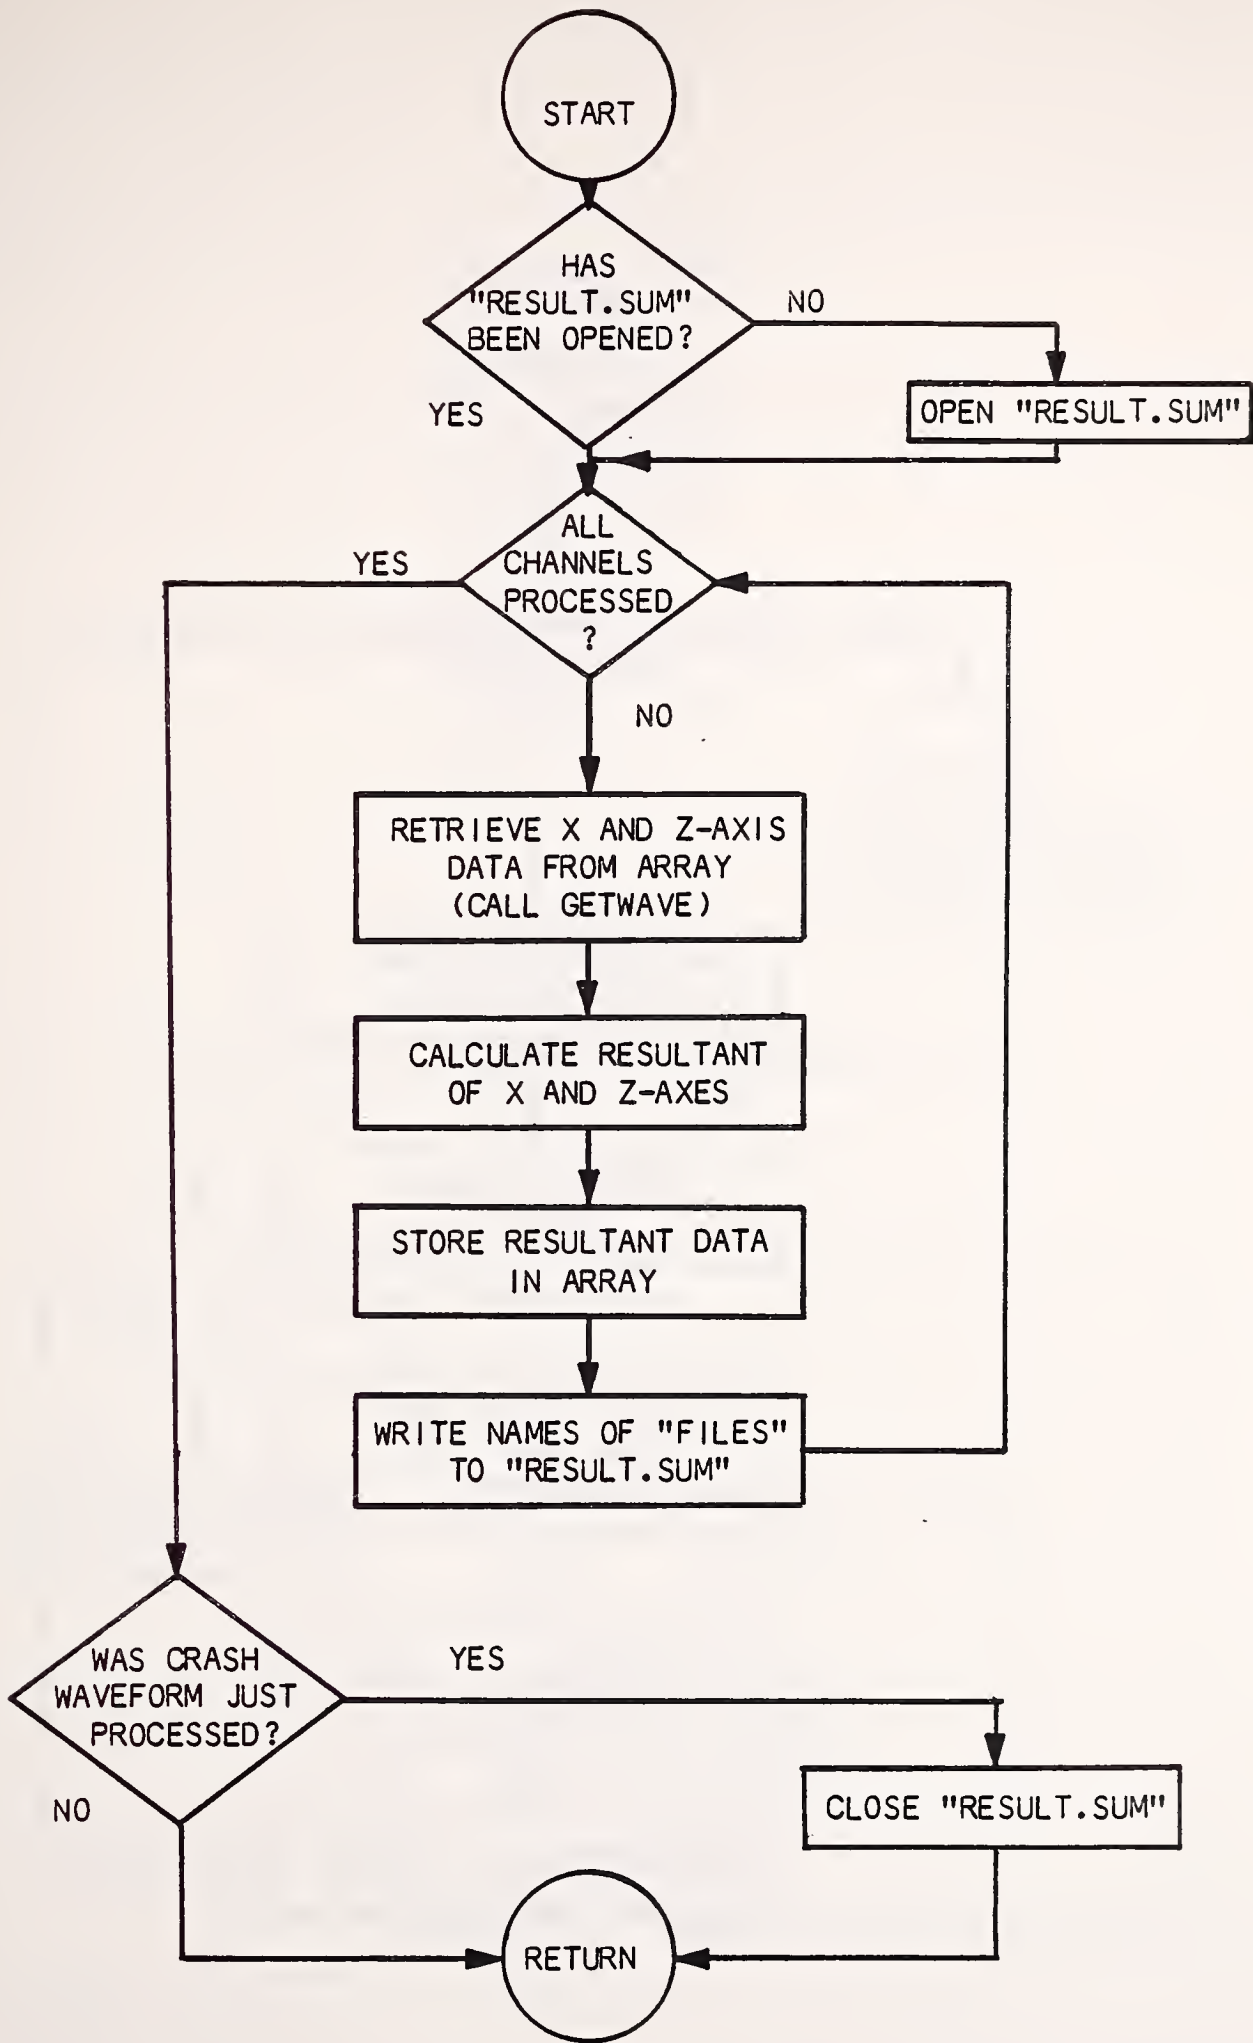 START
HAS
"RESULT.SUM"
BEEN OPENED?
NO
YES
OPEN "RESULT.SUM"
ALL
CHANNELS
PROCESSED
?
YES
NO
RETRIEVE X AND Z-AXIS
DATA FROM ARRAY
(CALL GETWAVE)
CALCULATE RESULTANT
OF X AND Z-AXES
STORE RESULTANT DATA
IN ARRAY
WRITE NAMES OF "FILES"
TO "RESULT.SUM"
WAS CRASH
WAVEFORM JUST
PROCESSED?
YES
NO
CLOSE "RESULT.SUM"
RETURN